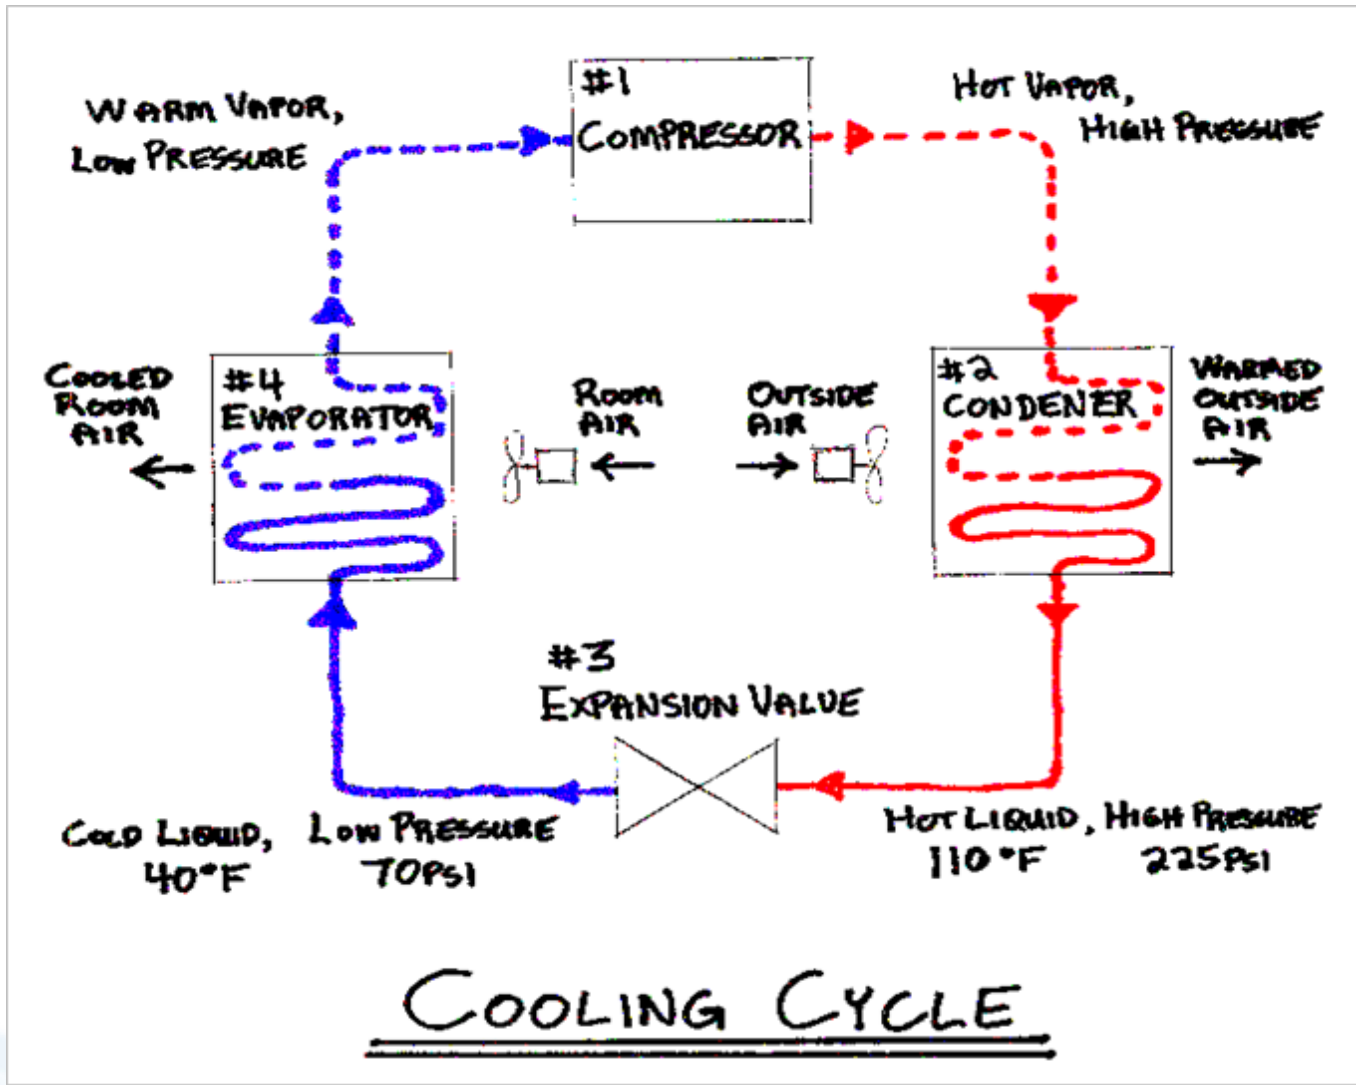 #1
COMPRESSOR
WARM VAPOR,
LOW PRESSURE
HOT VAPOR,
HIGH PRESSURE
COOLED
ROOM
AIR
#4
EVAPORATOR
ROOM
AIR
OUTSIDE
AIR
#2
CONDENER
WARMED
OUTSIDE
AIR
#3
EXPANSION VALUE
COLD LIQUID, LOW PRESSURE
40°F 70PSI
HOT LIQUID, HIGH PRESSURE
110°F 225PSI
COOLING CYCLE